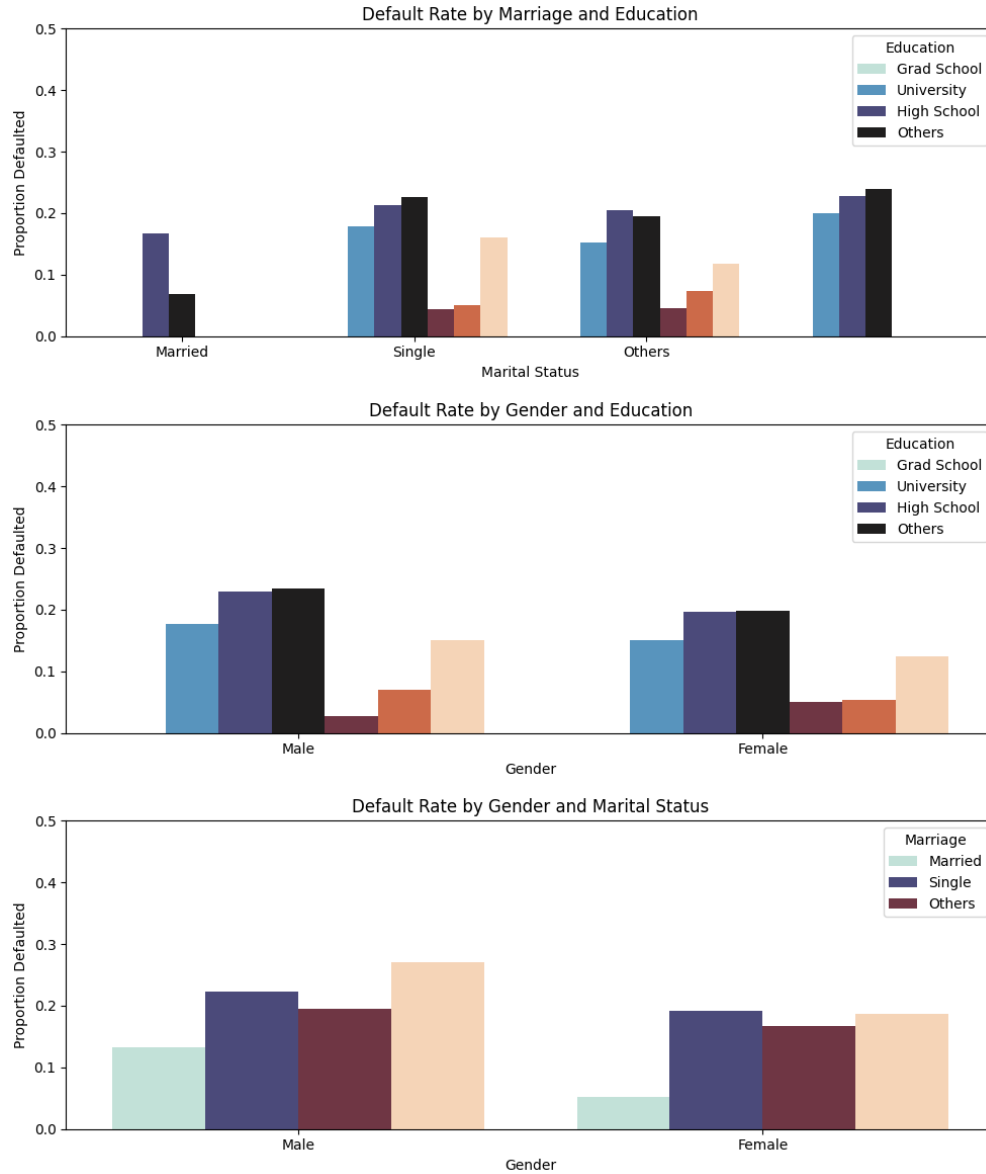 Default Rate by Marriage and Education
0.5
0.4
0.3
0.2
0.1
0.0
Proportion Defaulted
Education
Grad School
University
High School
Others
Married
Single
Others
Marital Status
Default Rate by Gender and Education
0.5
0.4
0.3
0.2
0.1
0.0
Proportion Defaulted
Education
Grad School
University
High School
Others
Male
Female
Gender
Default Rate by Gender and Marital Status
0.5
0.4
0.3
0.2
0.1
0.0
Proportion Defaulted
Marriage
Married
Single
Others
Male
Female
Gender